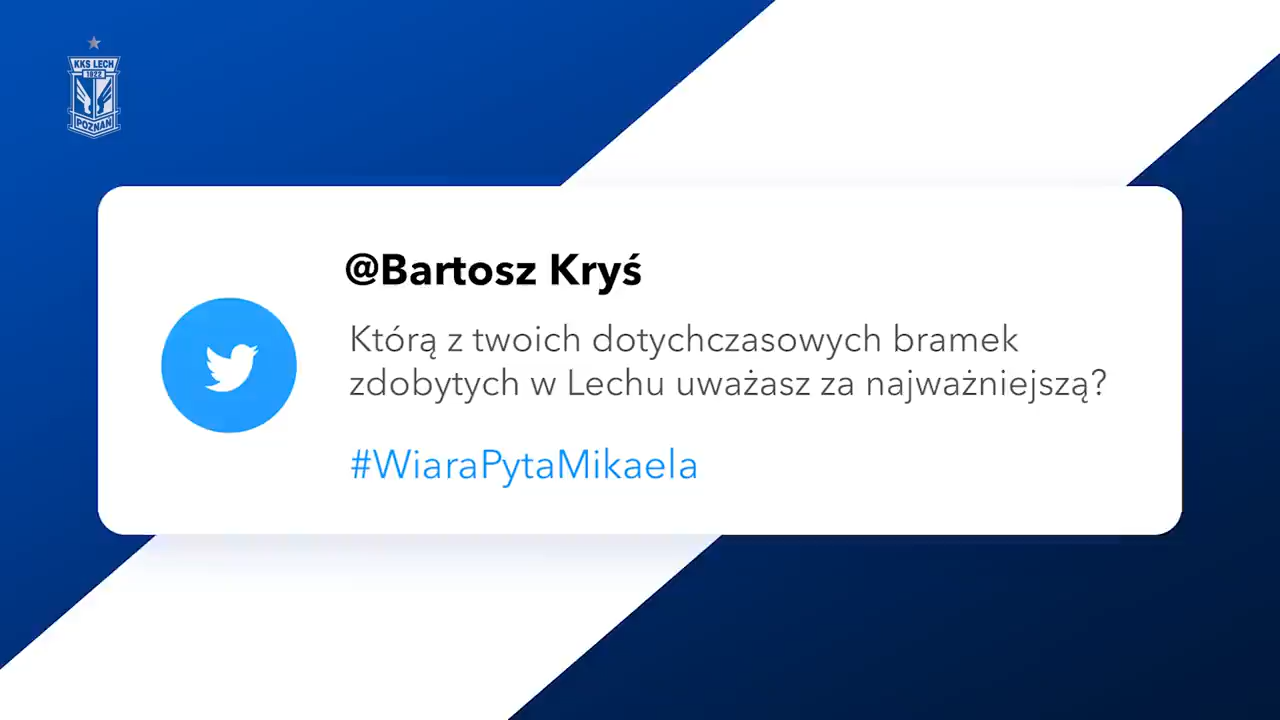 KKS LECH
1922
POZNAŃ
@Bartosz Kryś
Którą z twoich dotychczasowych bramek
zdobytych w Lechu uważasz za najważniejszą?
#WiaraPytaMikaela